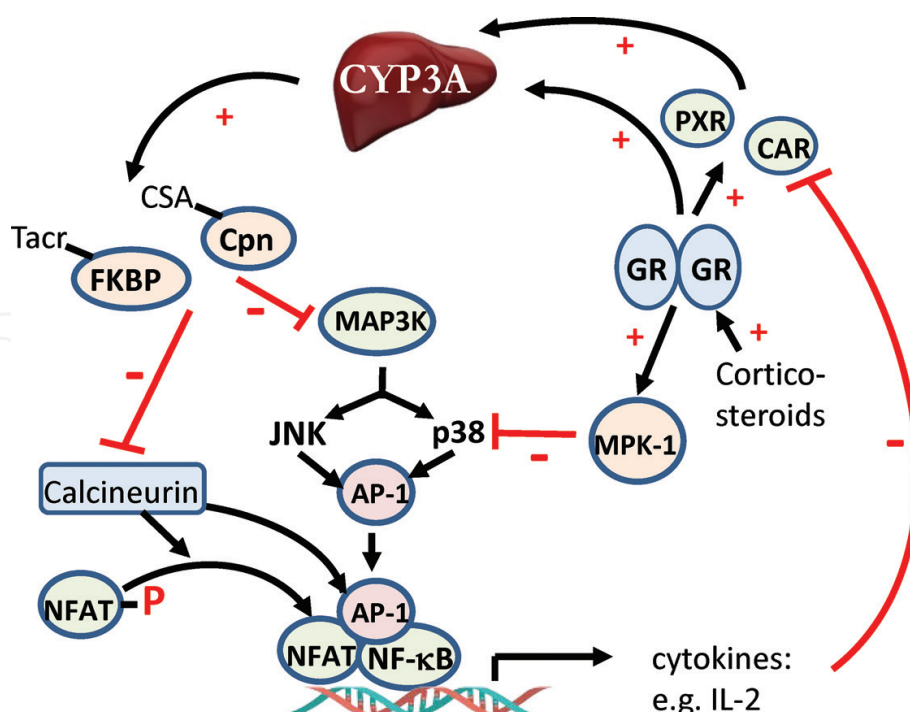 CYP3A
+
+
PXR
CAR
+
+
CSA
Cpn
Tacr
FKBP
GR
GR
-
MAP3K
+
+
Cortico-
steroids
-
JNK
p38
MPK-1
-
-
Calcineurin
AP-1
NFAT
P
AP-1
NFAT
NF-κB
cytokines:
e.g. IL-2